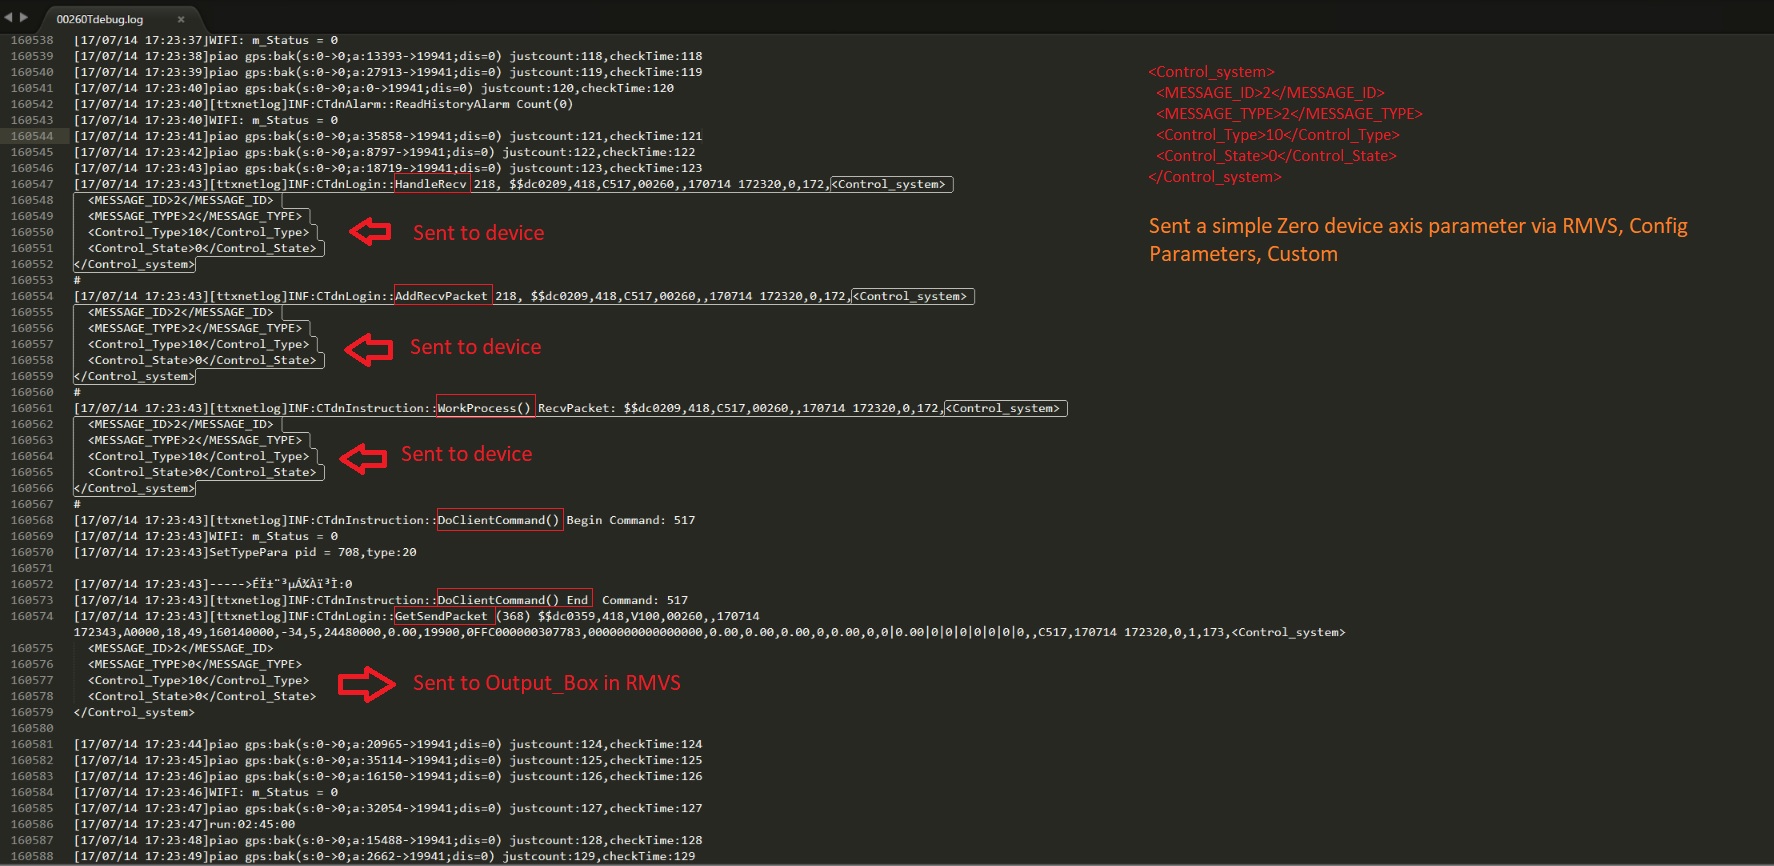 00260Tdebug.log ×
160538 [17/07/14 17:23:37]WIFI: m_Status = 0
160539 [17/07/14 17:23:38]piao gps:bak(s:0->0;a:13393->19941;dis=0) justcount:118,checkTime:118
160540 [17/07/14 17:23:39]piao gps:bak(s:0->0;a:27913->19941;dis=0) justcount:119,checkTime:119
160541 [17/07/14 17:23:40]piao gps:bak(s:0->0;a:0->19941;dis=0) justcount:120,checkTime:120
160542 [17/07/14 17:23:40][ttxnetlog]INF:CTdnAlarm::ReadHistoryAlarm Count(0)
160543 [17/07/14 17:23:40]WIFI: m_Status = 0
160544 [17/07/14 17:23:41]piao gps:bak(s:0->0;a:35858->19941;dis=0) justcount:121,checkTime:121
160545 [17/07/14 17:23:42]piao gps:bak(s:0->0;a:8797->19941;dis=0) justcount:122,checkTime:122
160546 [17/07/14 17:23:43]piao gps:bak(s:0->0;a:18719->19941;dis=0) justcount:123,checkTime:123
160547 [17/07/14 17:23:43][ttxnetlog]INF:CTdnLogin::HandleRecv 218, $$dc0209,418,C517,00260,,170714 172320,0,172,<Control_system>
160548 <MESSAGE_ID>2</MESSAGE_ID>
160549 <MESSAGE_TYPE>2</MESSAGE_TYPE>
160550 <Control_Type>10</Control_Type>
160551 <Control_State>0</Control_State>
160552 </Control_system>
160553 #
160554 [17/07/14 17:23:43][ttxnetlog]INF:CTdnLogin::AddRecvPacket 218, $$dc0209,418,C517,00260,,170714 172320,0,172,<Control_system>
160555 <MESSAGE_ID>2</MESSAGE_ID>
160556 <MESSAGE_TYPE>2</MESSAGE_TYPE>
160557 <Control_Type>10</Control_Type>
160558 <Control_State>0</Control_State>
160559 </Control_system>
160560 #
160561 [17/07/14 17:23:43][ttxnetlog]INF:CTdnInstruction::WorkProcess() RecvPacket: $$dc0209,418,C517,00260,,170714 172320,0,172,<Control_system>
160562 <MESSAGE_ID>2</MESSAGE_ID>
160563 <MESSAGE_TYPE>2</MESSAGE_TYPE>
160564 <Control_Type>10</Control_Type>
160565 <Control_State>0</Control_State>
160566 </Control_system>
160567 #
160568 [17/07/14 17:23:43][ttxnetlog]INF:CTdnInstruction::DoClientCommand() Begin Command: 517
160569 [17/07/14 17:23:43]WIFI: m_Status = 0
160570 [17/07/14 17:23:43]SetTypePara pid = 708,type:20
160571
160572 [17/07/14 17:23:43]----->ÉÏ±¨³µÁ¾Àï³Ì:0
160573 [17/07/14 17:23:43][ttxnetlog]INF:CTdnInstruction::DoClientCommand() End Command: 517
160574 [17/07/14 17:23:43][ttxnetlog]INF:CTdnLogin::GetSendPacket (368) $$dc0359,418,V100,00260,,170714
172343,A0000,18,49,160140000,-34,5,24480000,0.00,19900,0FFC000000307783,0000000000000000,0.00,0.00,0.00,0,0.00,0,0|0.00|0|0|0|0|0|0|0,,C517,170714 172320,0,1,173,<Control_system>
160575 <MESSAGE_ID>2</MESSAGE_ID>
160576 <MESSAGE_TYPE>0</MESSAGE_TYPE>
160577 <Control_Type>10</Control_Type>
160578 <Control_State>0</Control_State>
160579 </Control_system>
160580
160581 [17/07/14 17:23:44]piao gps:bak(s:0->0;a:20965->19941;dis=0) justcount:124,checkTime:124
160582 [17/07/14 17:23:45]piao gps:bak(s:0->0;a:35114->19941;dis=0) justcount:125,checkTime:125
160583 [17/07/14 17:23:46]piao gps:bak(s:0->0;a:16150->19941;dis=0) justcount:126,checkTime:126
160584 [17/07/14 17:23:46]WIFI: m_Status = 0
160585 [17/07/14 17:23:47]piao gps:bak(s:0->0;a:32054->19941;dis=0) justcount:127,checkTime:127
160586 [17/07/14 17:23:47]run:02:45:00
160587 [17/07/14 17:23:48]piao gps:bak(s:0->0;a:15488->19941;dis=0) justcount:128,checkTime:128
160588 [17/07/14 17:23:49]piao gps:bak(s:0->0;a:2662->19941;dis=0) justcount:129,checkTime:129
Sent to device
Sent to device
Sent to device
Sent to Output_Box in RMVS
<Control_system>
<MESSAGE_ID>2</MESSAGE_ID>
<MESSAGE_TYPE>2</MESSAGE_TYPE>
<Control_Type>10</Control_Type>
<Control_State>0</Control_State>
</Control_system>
Sent a simple Zero device axis parameter via RMVS, Config
Parameters, Custom